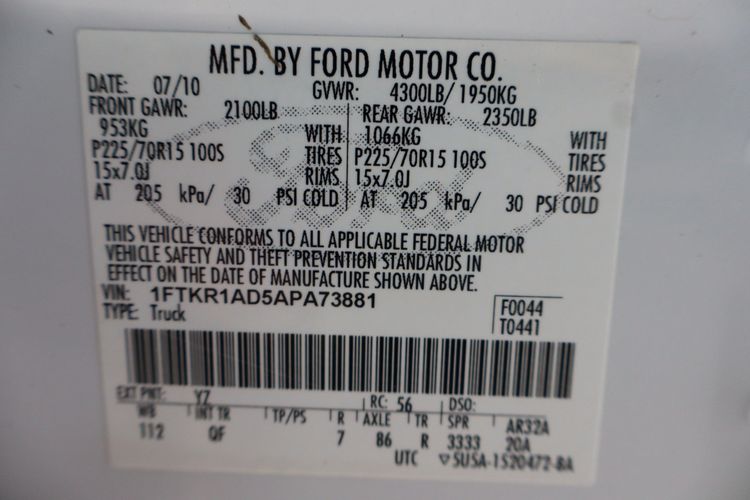 MFD. BY FORD MOTOR CO.
DATE: 07/10 GVWR: 4300LB/ 1950KG
FRONT GAWR: 2100LB REAR GAWR: 2350LB
953KG WITH 1066KG WITH
P225/70R15 100S TIRES P225/70R15 100S TIRES
15x7.0J RIMS 15x7.0J RIMS
AT 205 kPa/ 30 PSI COLD AT 205 kPa/ 30 PSI COLD
Ford
THIS VEHICLE CONFORMS TO ALL APPLICABLE FEDERAL MOTOR
VEHICLE SAFETY AND THEFT PREVENTION STANDARDS IN
EFFECT ON THE DATE OF MANUFACTURE SHOWN ABOVE.
VIN: 1FTKR1AD5APA73881 F0044
TYPE: Truck T0441
EXT PNT: YZ RC: 56 DSO:
WB INT TR TP/PS R AXLE TR SPR AR32A
112 QF 7 86 R 3333 20A
UTC ▽5U5A-1520472-BA